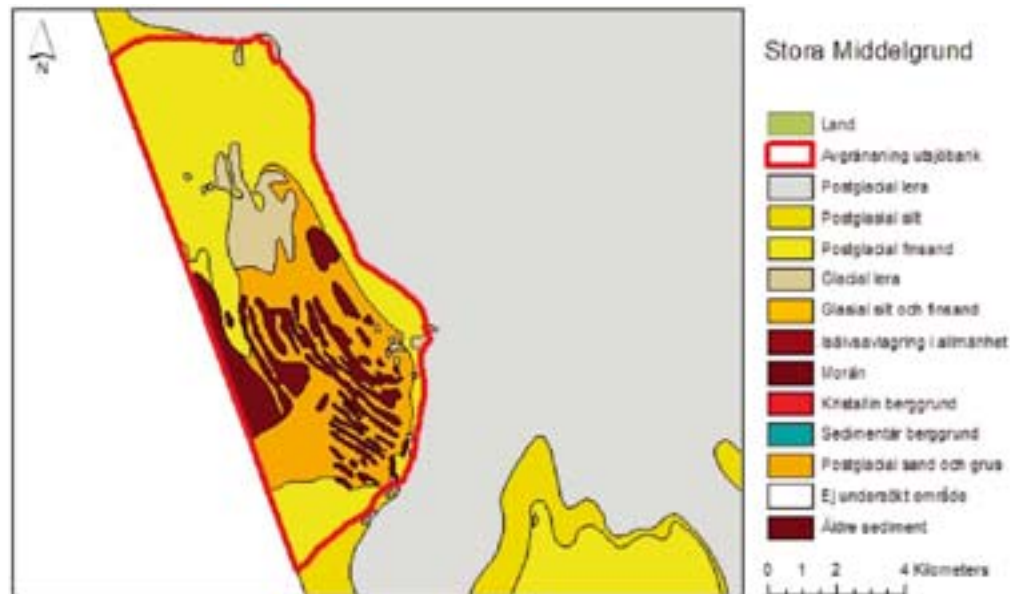 N
Stora Middelgrund
Land
Avgränsning utsjöbank
Postglacial lera
Postglacial silt
Postglacial finsand
Glacial lera
Glacial silt och finsand
Isälvsavlagring i allmänhet
Morän
Kristallin berggrund
Sedimentär berggrund
Postglacial sand och grus
Ej undersökt område
Äldre sediment
0 1 2 4 Kilometers